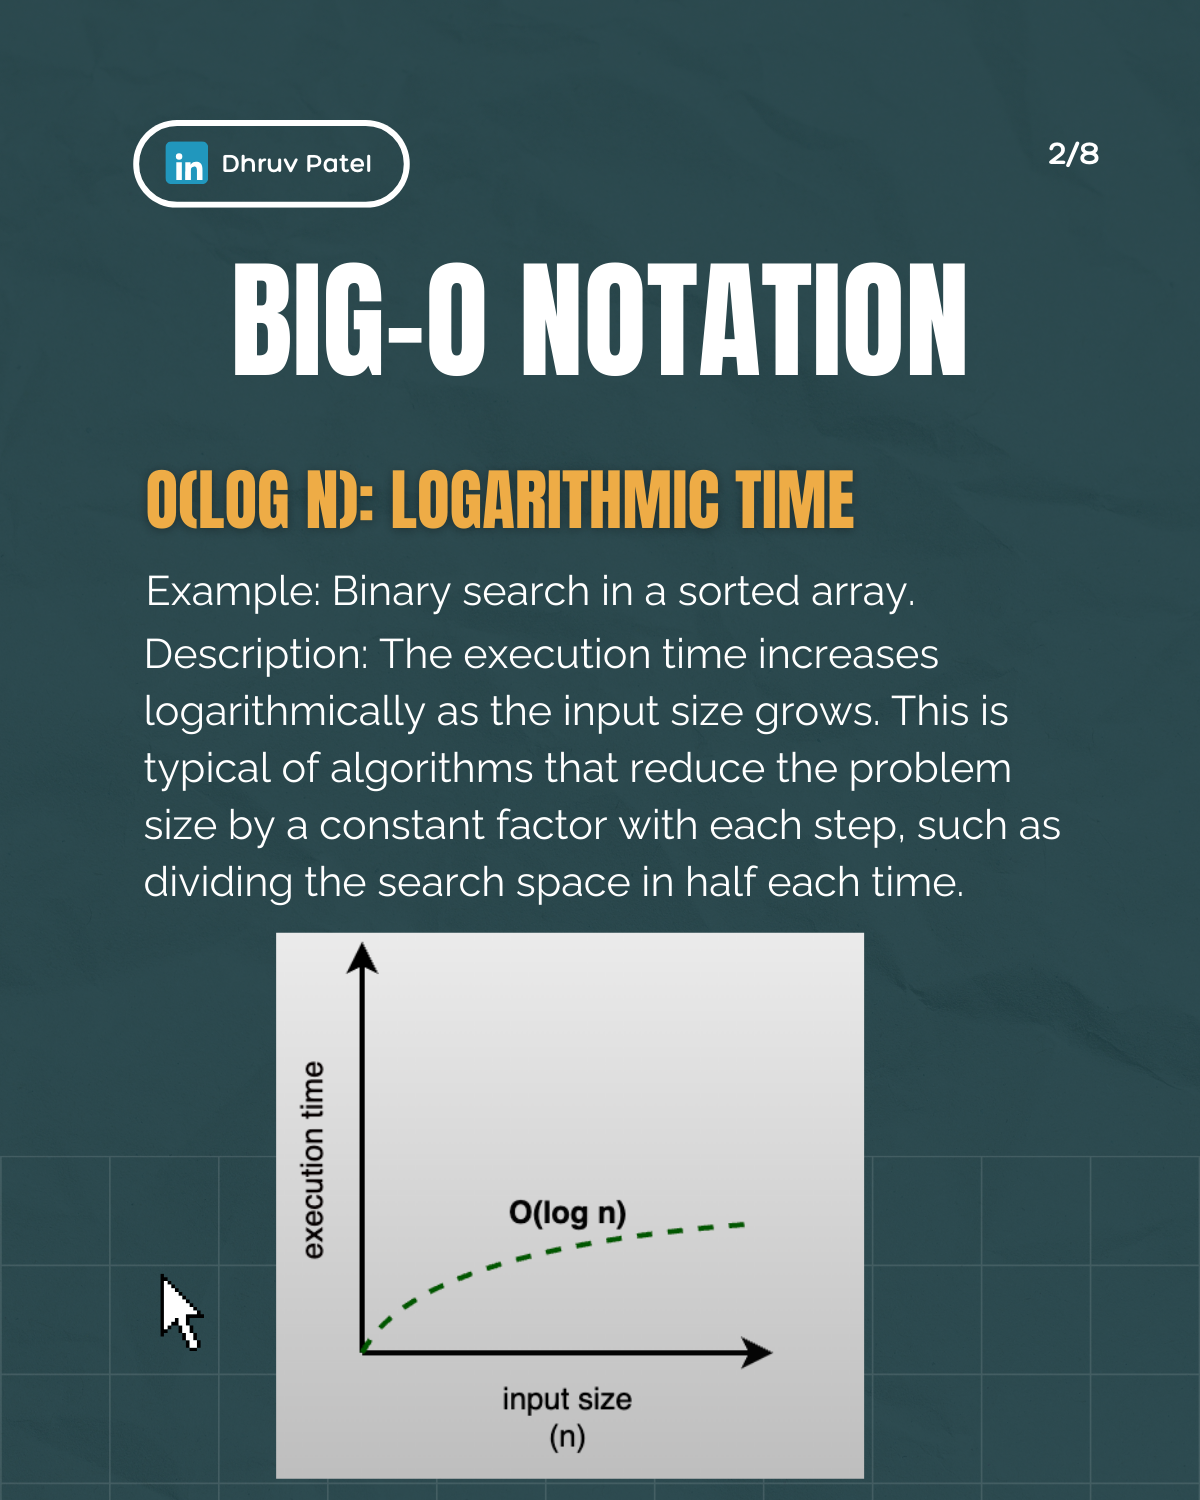 in Dhruv Patel
2/8
BIG-O NOTATION
O(LOG N): LOGARITHMIC TIME
Example: Binary search in a sorted array.
Description: The execution time increases
logarithmically as the input size grows. This is
typical of algorithms that reduce the problem
size by a constant factor with each step, such as
dividing the search space in half each time.
execution time
O(log n)
input size
(n)